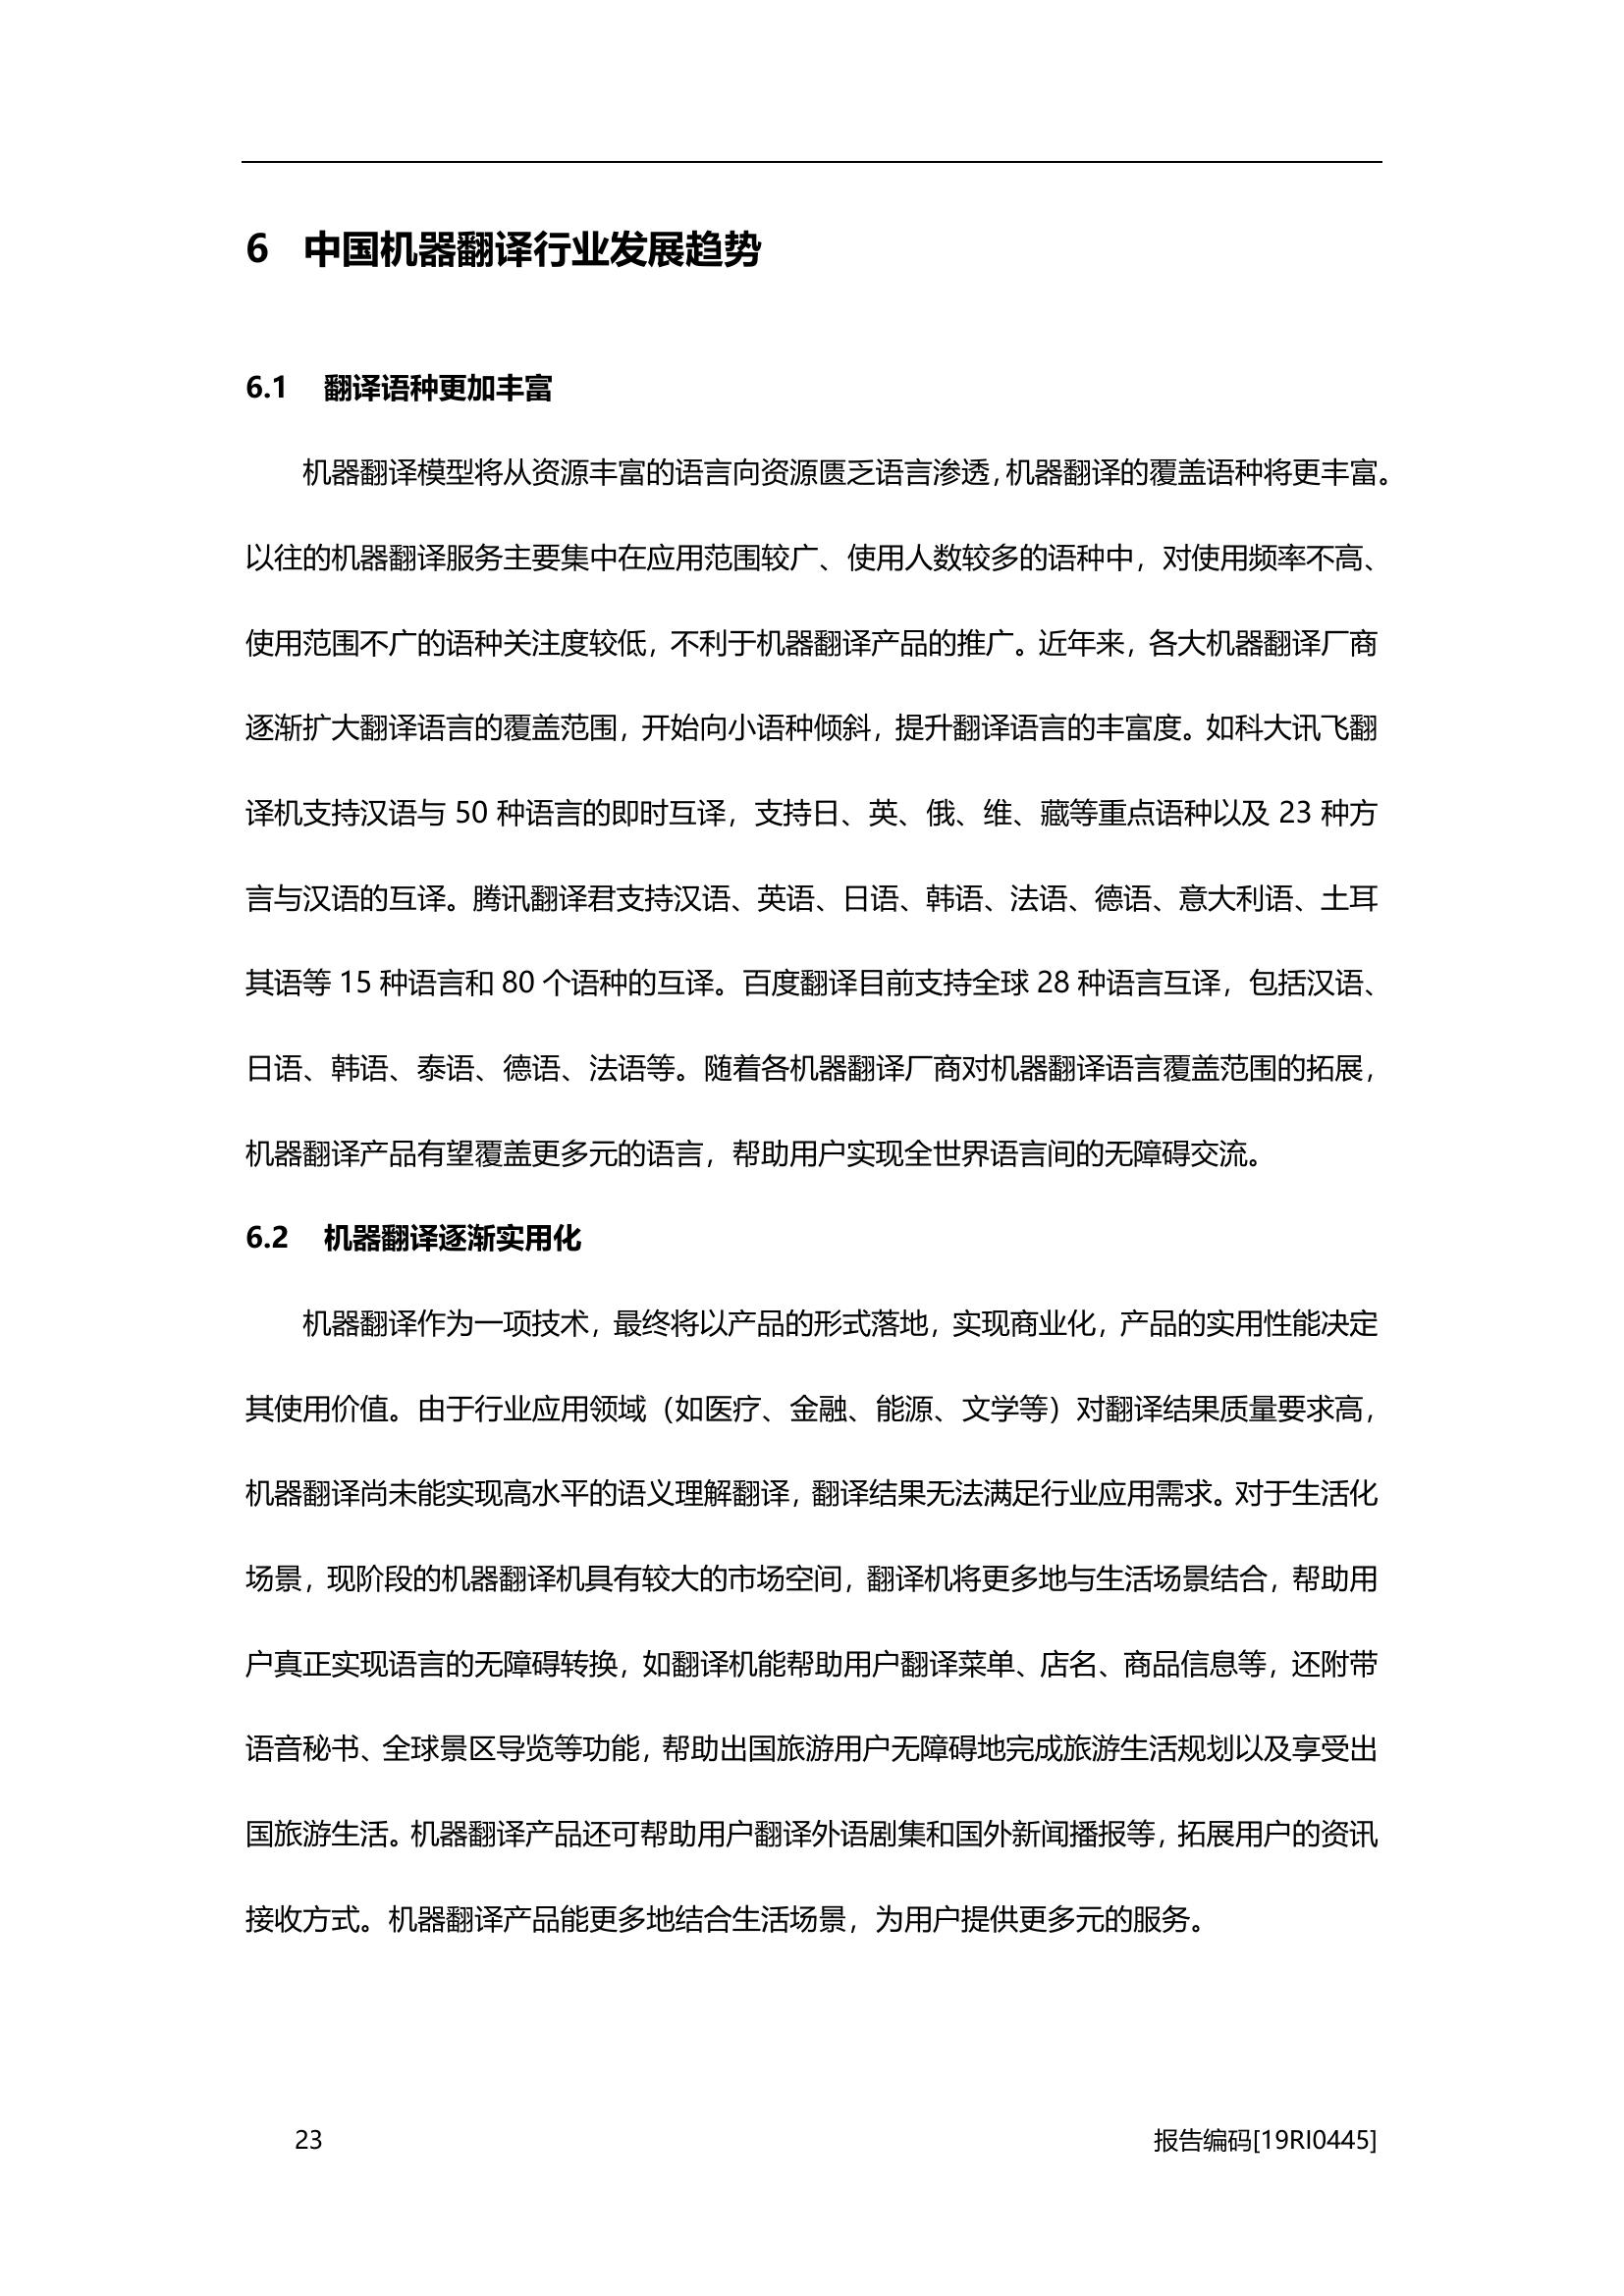 6 中国机器翻译行业发展趋势
6.1 翻译语种更加丰富
机器翻译模型将从资源丰富的语言向资源匮乏语言渗透，机器翻译的覆盖语种将更丰富。
以往的机器翻译服务主要集中在应用范围较广、使用人数较多的语种中，对使用频率不高、
使用范围不广的语种关注度较低，不利于机器翻译产品的推广。近年来，各大机器翻译厂商
逐渐扩大翻译语言的覆盖范围，开始向小语种倾斜，提升翻译语言的丰富度。如科大讯飞翻
译机支持汉语与 50 种语言的即时互译，支持日、英、俄、维、藏等重点语种以及 23 种方
言与汉语的互译。腾讯翻译君支持汉语、英语、日语、韩语、法语、德语、意大利语、土耳
其语等 15 种语言和 80 个语种的互译。百度翻译目前支持全球 28 种语言互译，包括汉语、
日语、韩语、泰语、德语、法语等。随着各机器翻译厂商对机器翻译语言覆盖范围的拓展，
机器翻译产品有望覆盖更多元的语言，帮助用户实现全世界语言间的无障碍交流。
6.2 机器翻译逐渐实用化
机器翻译作为一项技术，最终将以产品的形式落地，实现商业化，产品的实用性能决定
其使用价值。由于行业应用领域（如医疗、金融、能源、文学等）对翻译结果质量要求高，
机器翻译尚未能实现高水平的语义理解翻译，翻译结果无法满足行业应用需求。对于生活化
场景，现阶段的机器翻译机具有较大的市场空间，翻译机将更多地与生活场景结合，帮助用
户真正实现语言的无障碍转换，如翻译机能帮助用户翻译菜单、店名、商品信息等，还附带
语音秘书、全球景区导览等功能，帮助出国旅游用户无障碍地完成旅游生活规划以及享受出
国旅游生活。机器翻译产品还可帮助用户翻译外语剧集和国外新闻播报等，拓展用户的资讯
接收方式。机器翻译产品能更多地结合生活场景，为用户提供更多元的服务。
23 报告编码[19RI0445]